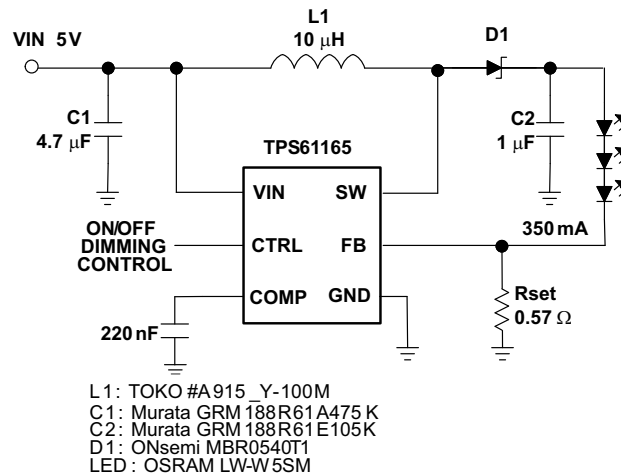 L1
10 µH
VIN 5V
D1
C1
4.7 µF
C2
1 µF
TPS61165
VIN
SW
ON/OFF
DIMMING
CONTROL
CTRL
FB
350 mA
COMP
GND
Rset
0.57 Ω
220 nF
L1: TOKO #A915_Y-100M
C1: Murata GRM188R61A475K
C2: Murata GRM188R61E105K
D1: ONsemi MBR0540T1
LED: OSRAM LW-W5SM